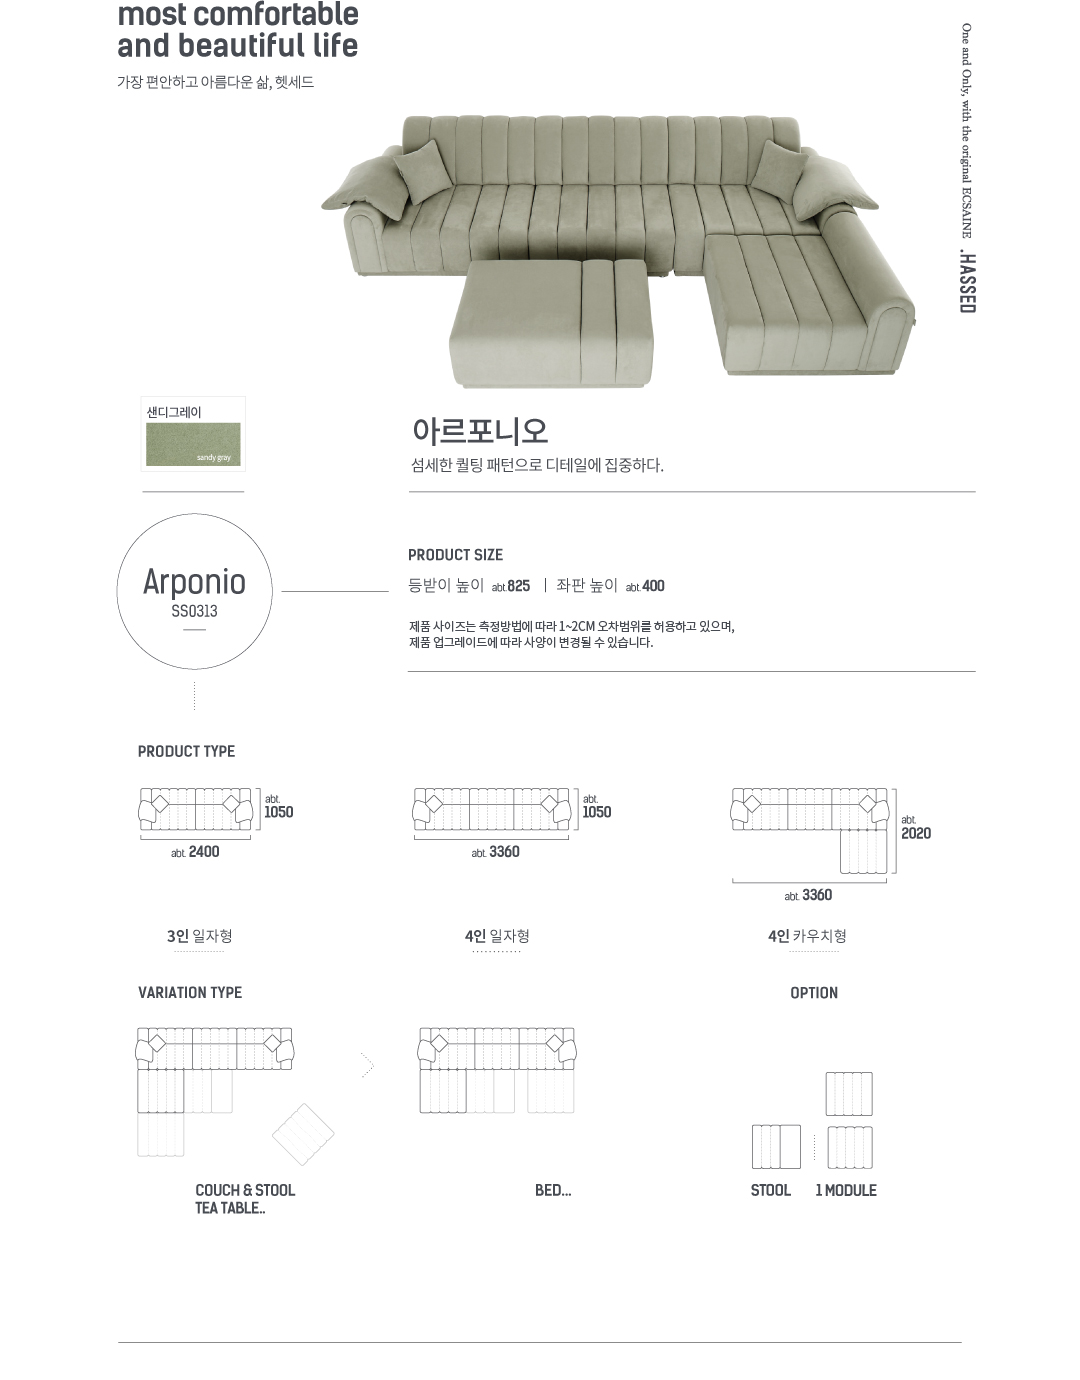 most comfortable
and beautiful life
가장 편안하고 아름다운 삶, 헷세드
One and Only, with the original ECSAINE .HASSED
샌디그레이
sandy gray
아르포니오
섬세한 퀼팅 패턴으로 디테일에 집중하다.
Arponio
SS0313
PRODUCT SIZE
등받이 높이 abt.825 | 좌판 높이 abt.400
제품 사이즈는 측정방법에 따라 1~2CM 오차범위를 허용하고 있으며,
제품 업그레이드에 따라 사양이 변경될 수 있습니다.
PRODUCT TYPE
abt.
1050
abt. 2400
3인 일자형
abt.
1050
abt. 3360
4인 일자형
abt.
2020
abt. 3360
4인 카우치형
VARIATION TYPE
COUCH & STOOL
TEA TABLE..
BED...
OPTION
STOOL
1 MODULE